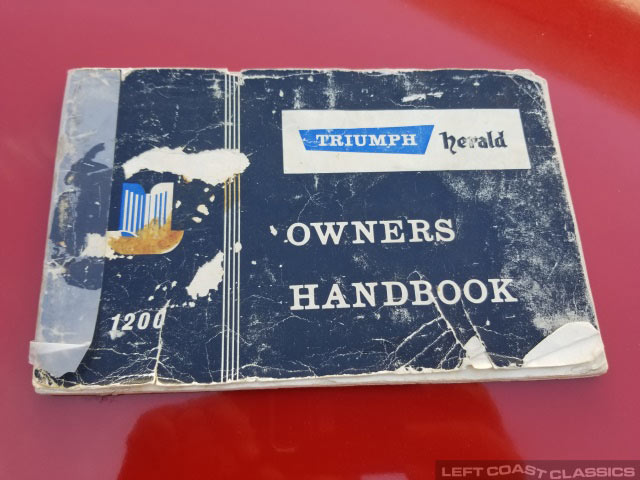 TRIUMPH herald
OWNERS
HANDBOOK
1200
LEFT COAST CLASSICS